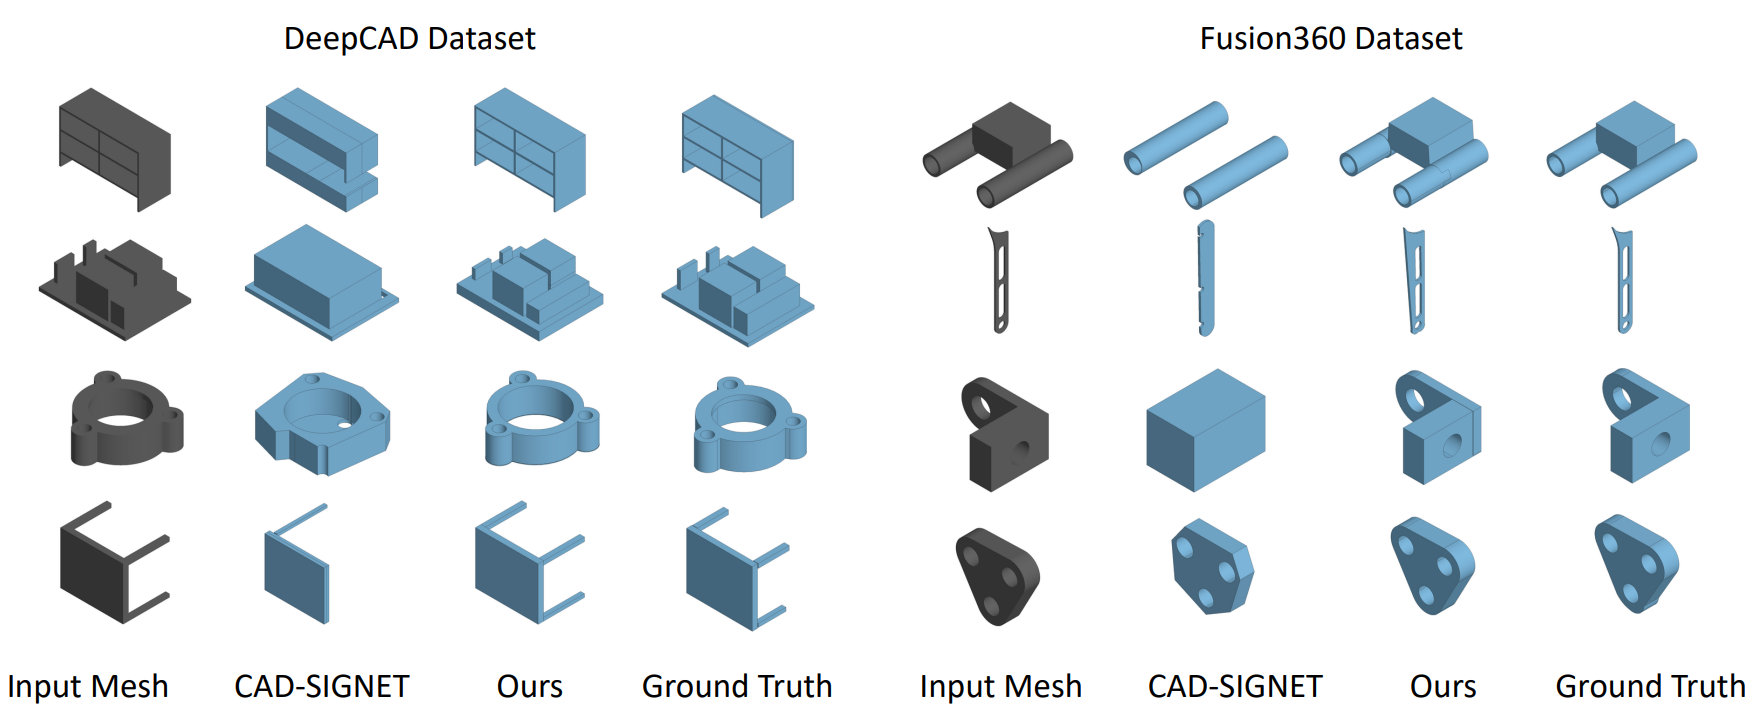 DeepCAD Dataset
Fusion360 Dataset
Input Mesh
CAD-SIGNET
Ours
Ground Truth
Input Mesh
CAD-SIGNET
Ours
Ground Truth